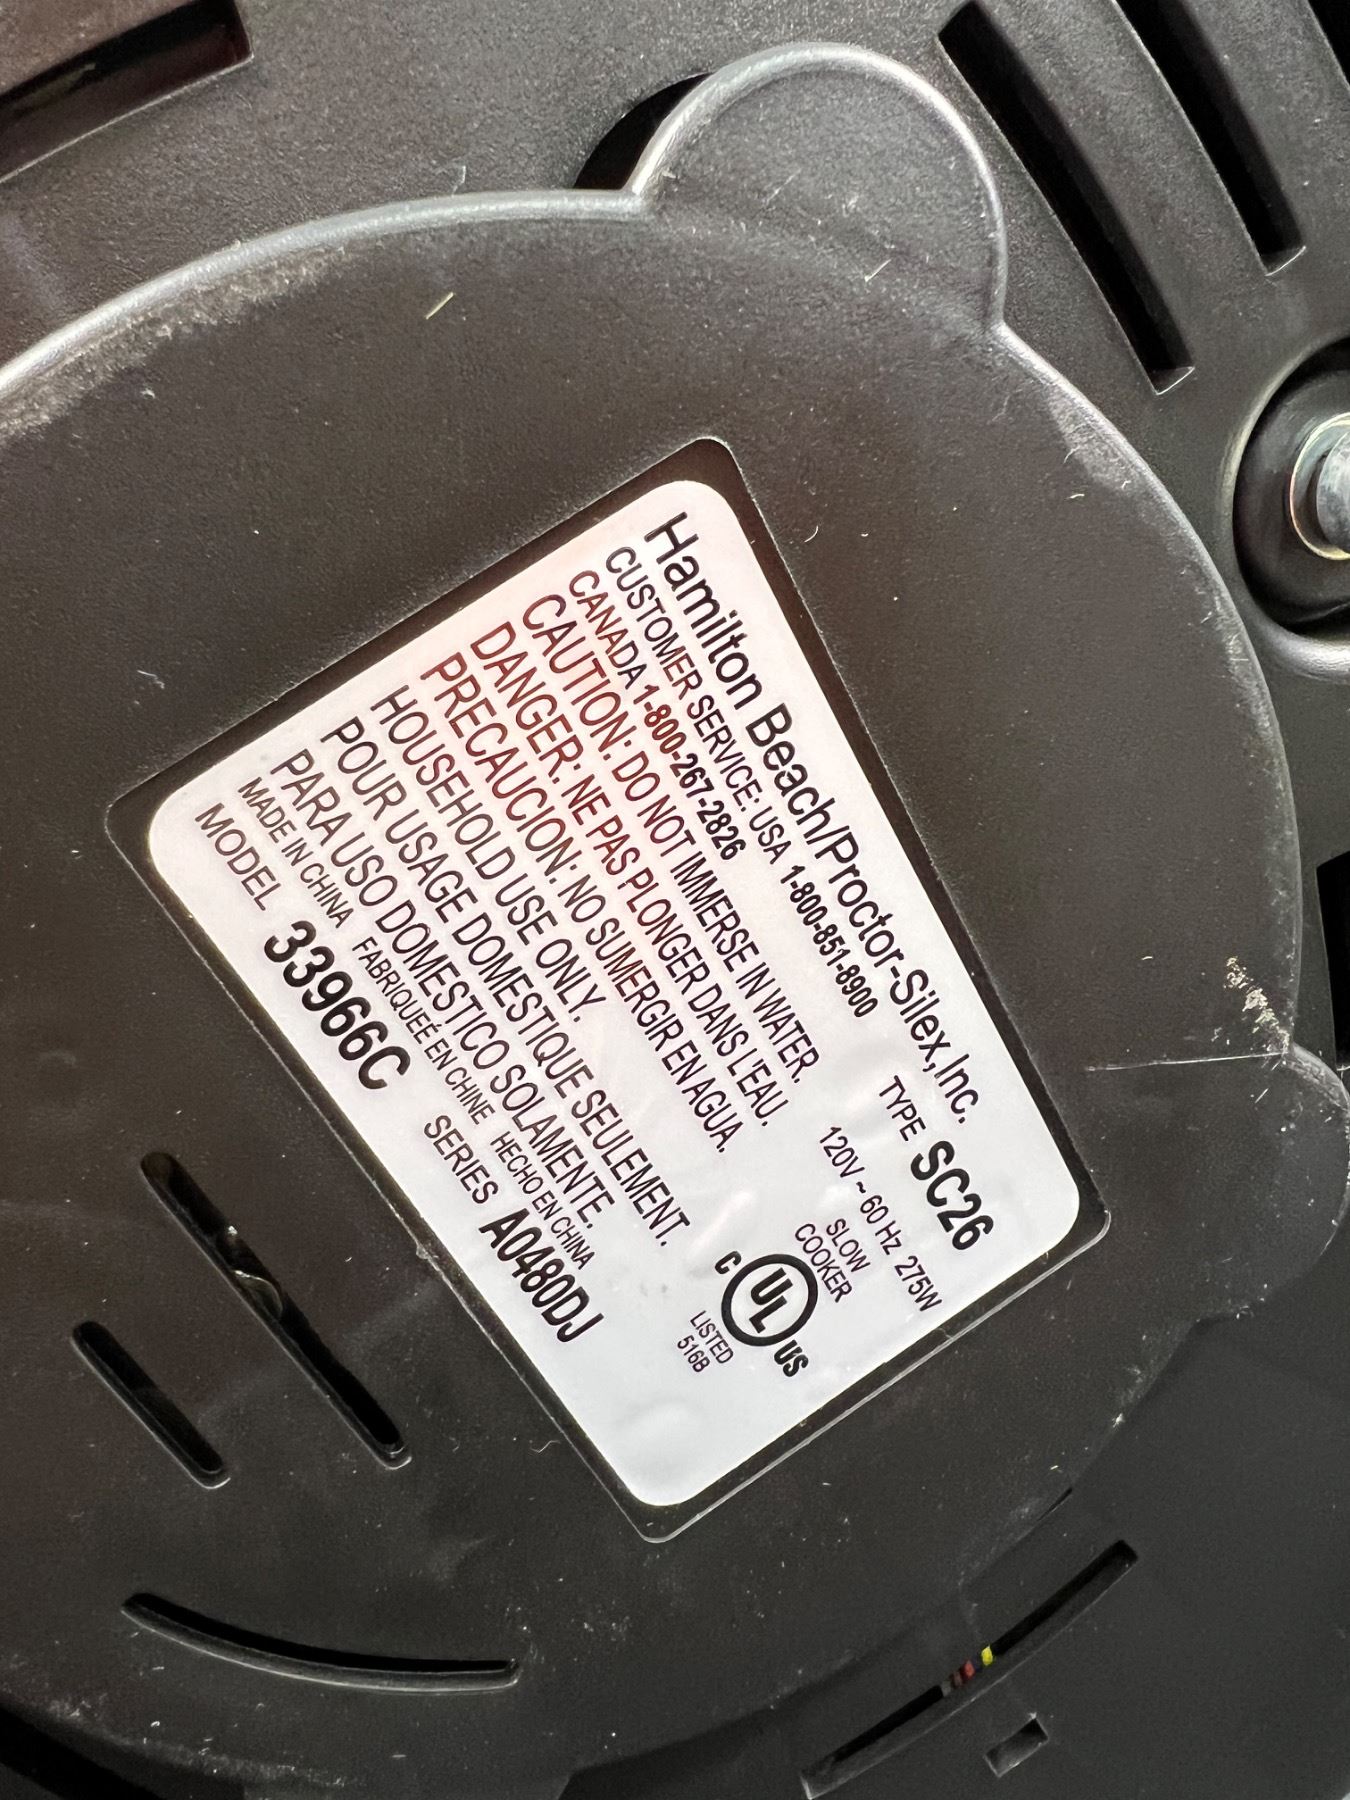 Hamilton Beach/Proctor-Silex,Inc.
CUSTOMER SERVICE: USA 1-800-851-8900
CANADA 1-800-267-2826
TYPE SC26
CAUTION: DO NOT IMMERSE IN WATER.
120V ~ 60 Hz 275W
DANGER: NE PAS PLONGER DANS L'EAU.
SLOW
COOKER
PRECAUCION: NO SUMERGIR EN AGUA.
HOUSEHOLD USE ONLY.
POUR USAGE DOMESTIQUE SEULEMENT.
C UL US
LISTED
516B
PARA USO DOMESTICO SOLAMENTE.
MADE IN CHINA FABRIQUEÉ EN CHINE HECHO EN CHINA
MODEL 33966C SERIES A0480DJ